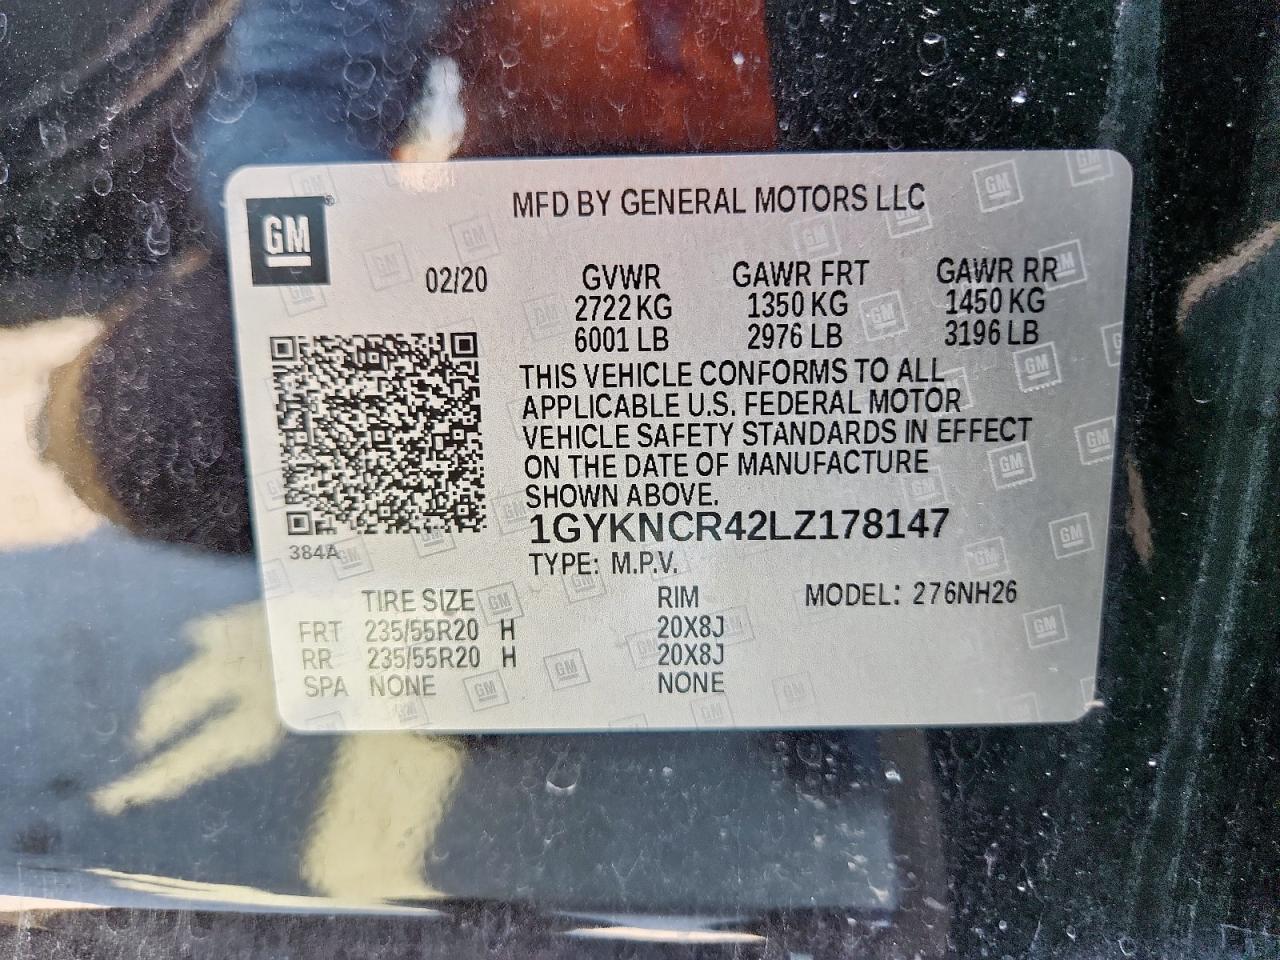 GM
MFD BY GENERAL MOTORS LLC
02/20 GVWR GAWR FRT GAWR RR
2722 KG 1350 KG 1450 KG
6001 LB 2976 LB 3196 LB
THIS VEHICLE CONFORMS TO ALL
APPLICABLE U.S. FEDERAL MOTOR
VEHICLE SAFETY STANDARDS IN EFFECT
ON THE DATE OF MANUFACTURE
SHOWN ABOVE.
1GYKNCR42LZ178147
384A
TYPE: M.P.V.
TIRE SIZE RIM MODEL: 276NH26
FRT 235/55R20 H 20X8J
RR 235/55R20 H 20X8J
SPA NONE NONE